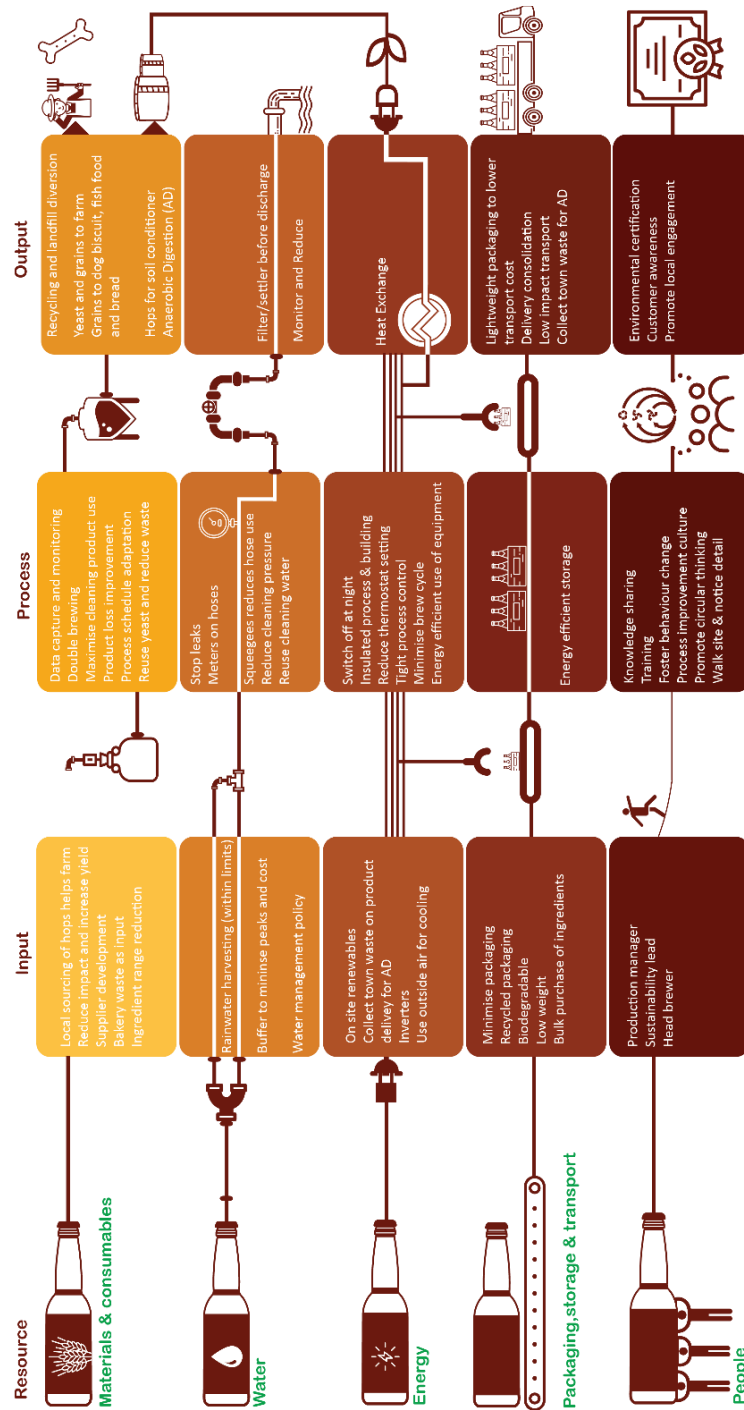 Resource
Input
Process
Output
Materials & consumables
Local sourcing of hops helps farm
Reduce impact and increase yield
Supplier development
Bakery waste as input
Ingredient range reduction
Data capture and monitoring
Double brewing
Maximise cleaning product use
Product loss improvement
Process schedule adaptation
Reuse yeast and reduce waste
Recycling and landfill diversion
Yeast and grains to farm
Grains to dog biscuit, fish food
and bread
Hops for soil conditioner
Anaerobic Digestion (AD)
Water
Rainwater harvesting (within limits)
Buffer to mininse peaks and cost
Water management policy
Stop leaks
Meters on hoses
Squeegees reduces hose use
Reduce cleaning pressure
Reuse cleaning water
Filter/settler before discharge
Monitor and Reduce
Energy
On site renewables
Collect town waste on product
delivey for AD
Inverters
Use outside air for cooling
Switch off at night
Insulated process & building
Reduce thermostat setting
Tight process control
Minimise brew cycle
Energy efficient use of equipment
Heat Exchange
Packaging,storage & transport
Minimise packaging
Recycled packaging
Biodegradable
Low weight
Bulk purchase of ingredients
Energy efficient storage
Lightweight packaging to lower
transport cost
Delivery consolidation
Low impact transport
Collect town waste for AD
People
Production manager
Sustainability lead
Head brewer
Knowledge sharing
Training
Foster behaviour change
Process improvement culture
Promote circular thinking
Walk site & notice detail
Environmental certification
Customer awareness
Promote local engagement